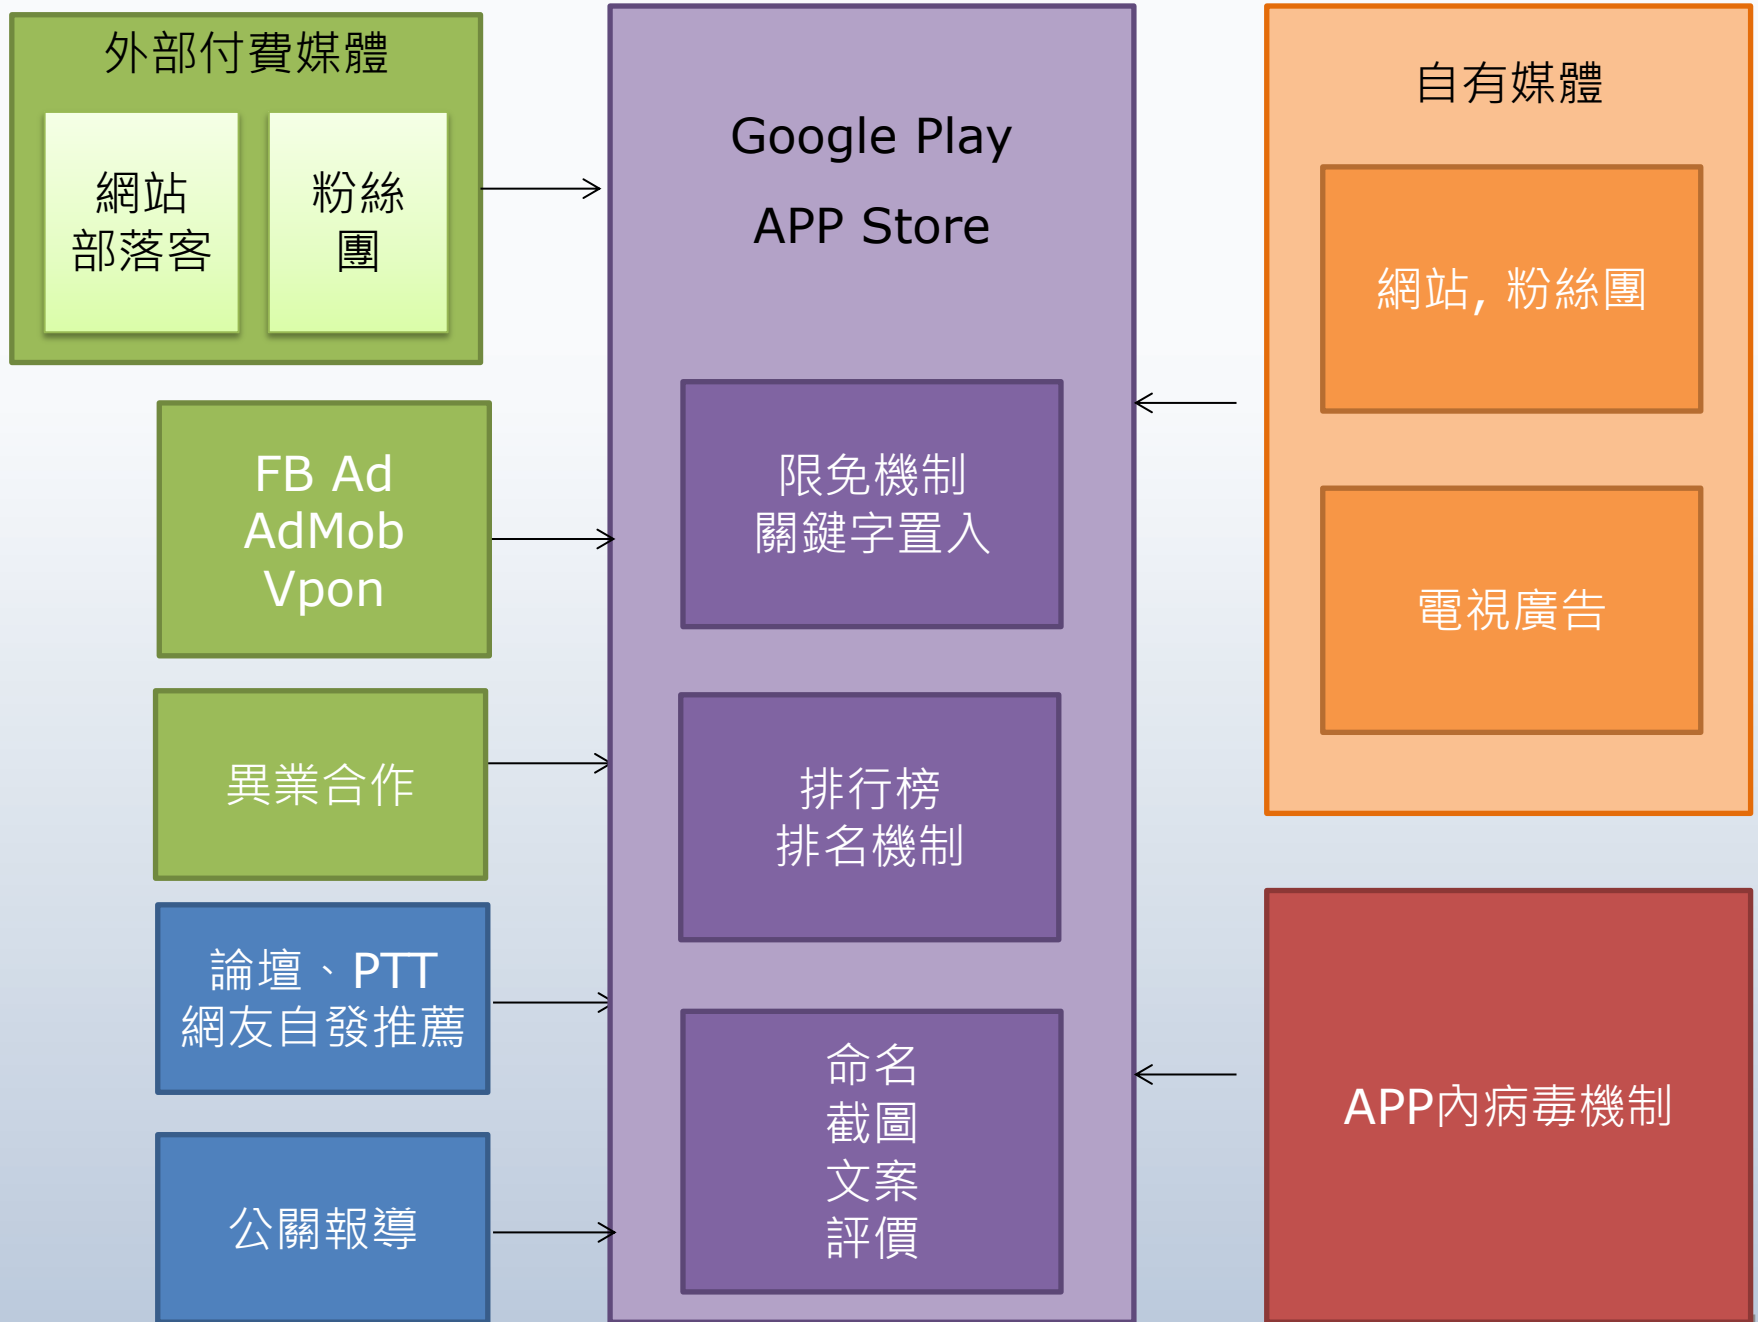 外部付費媒體
網站
部落客
粉絲
團
FB Ad
AdMob
Vpon
異業合作
論壇、PTT
網友自發推薦
公關報導
Google Play
APP Store
限免機制
關鍵字置入
排行榜
排名機制
命名
截圖
文案
評價
自有媒體
網站, 粉絲團
電視廣告
APP內病毒機制